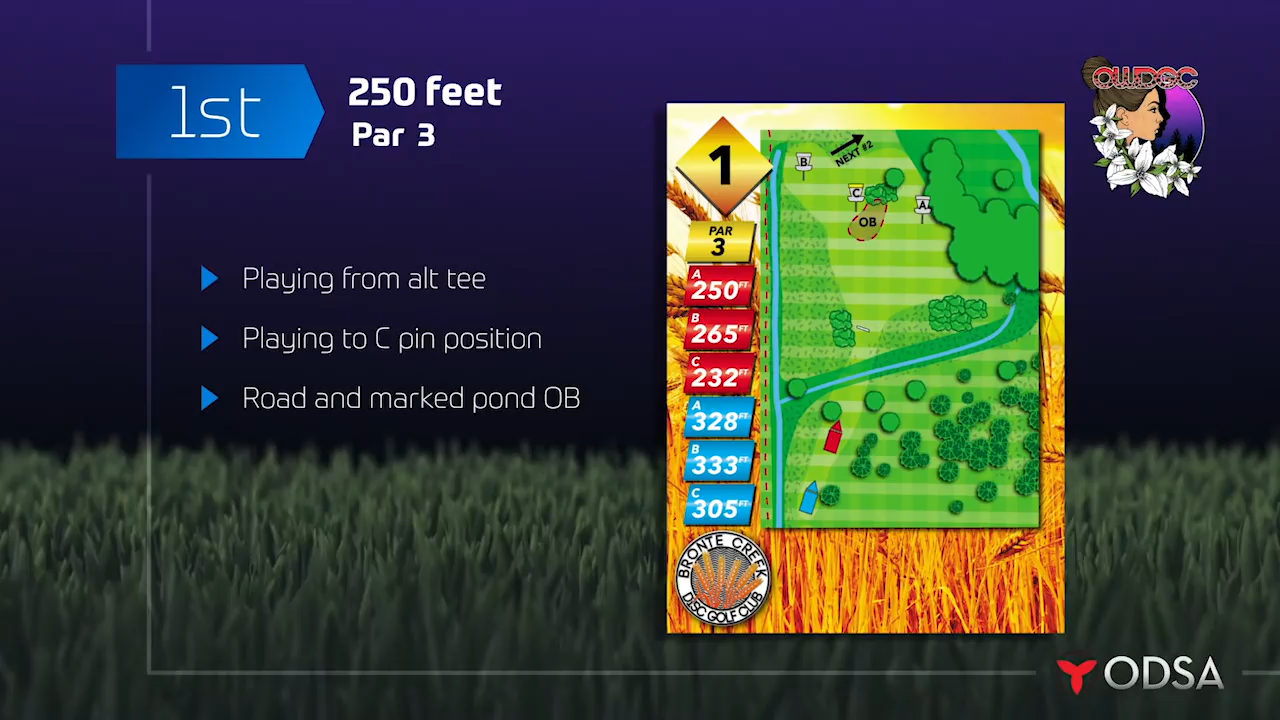 1st
250 feet
Par 3
Playing from alt tee
Playing to C pin position
Road and marked pond OB
OWDGC
1
PAR
3
A
250FT
B
265FT
C
232FT
A
328FT
B
333FT
C
305FT
B
NEXT #2
C
A
OB
BRONTE CREEK
DISC GOLF CLUB
ODSA